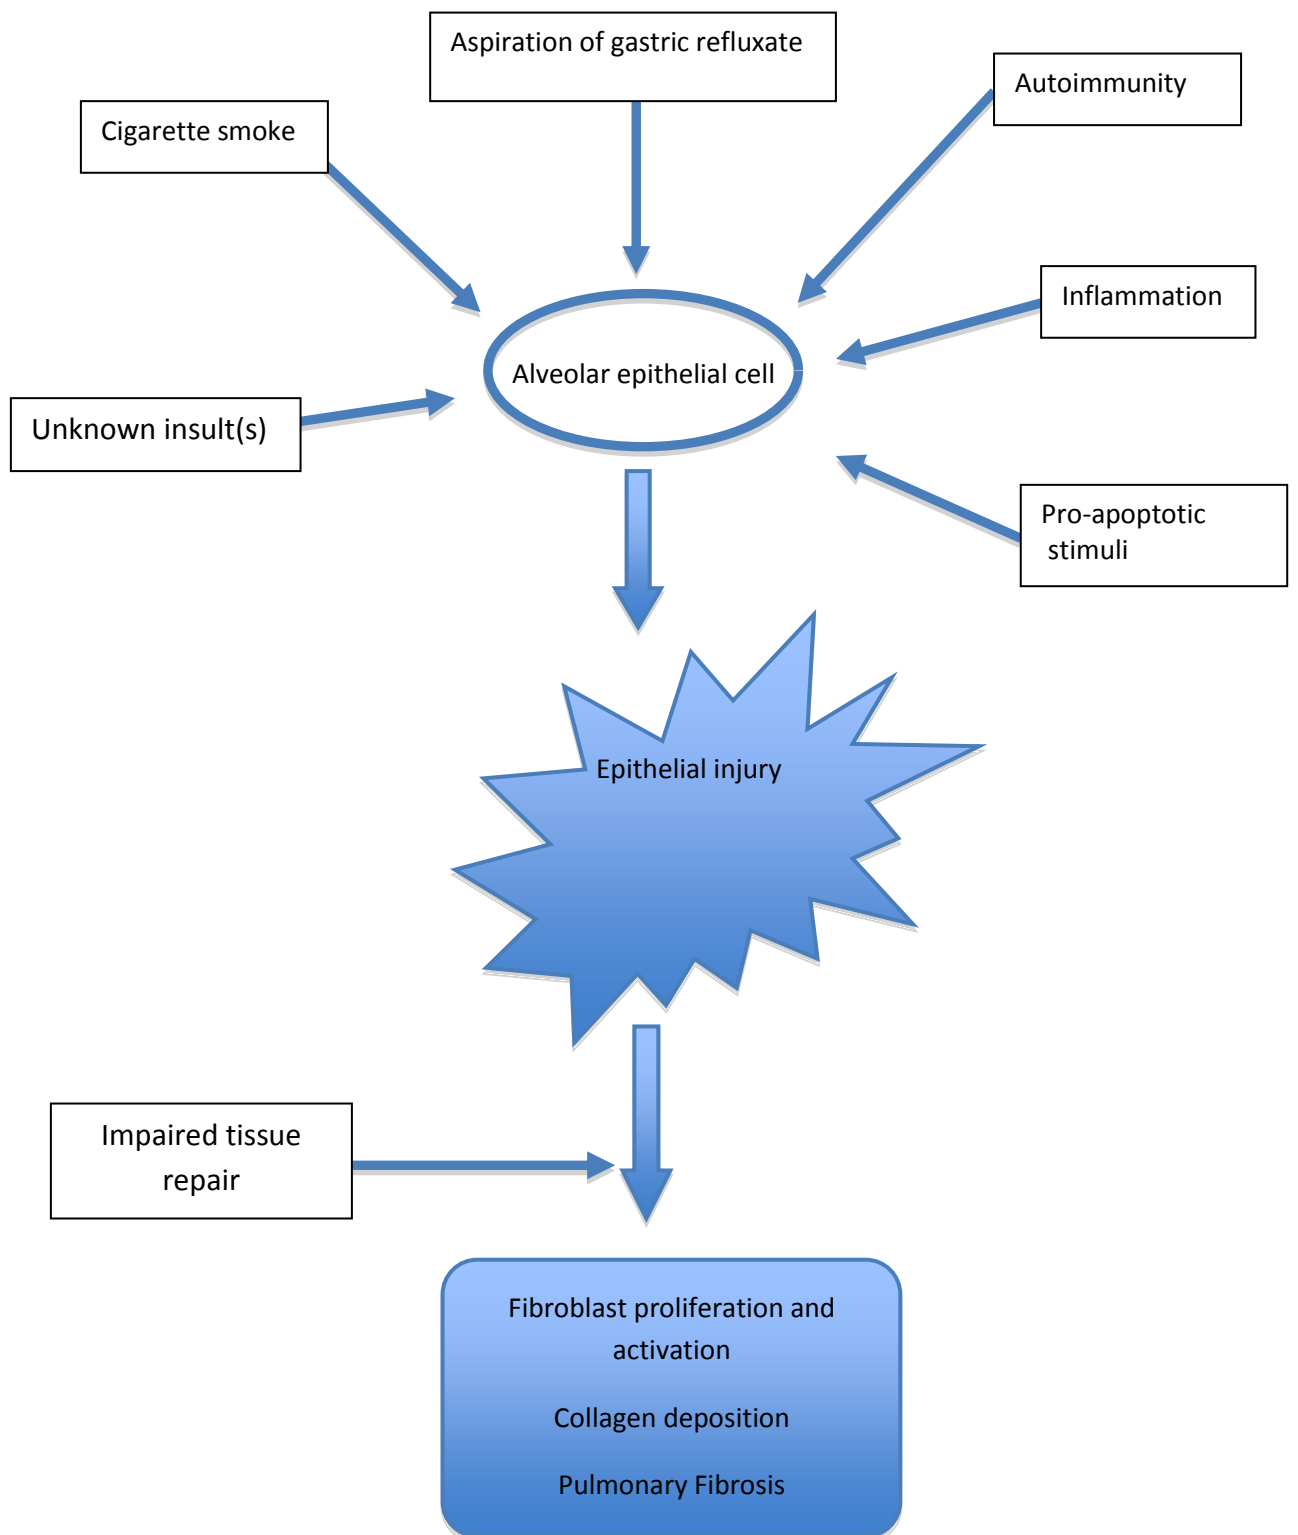 Aspiration of gastric refluxate
Autoimmunity
Cigarette smoke
Inflammation
Alveolar epithelial cell
Unknown insult(s)
Pro-apoptotic
stimuli
Epithelial injury
Impaired tissue
repair
Fibroblast proliferation and
activation
Collagen deposition
Pulmonary Fibrosis